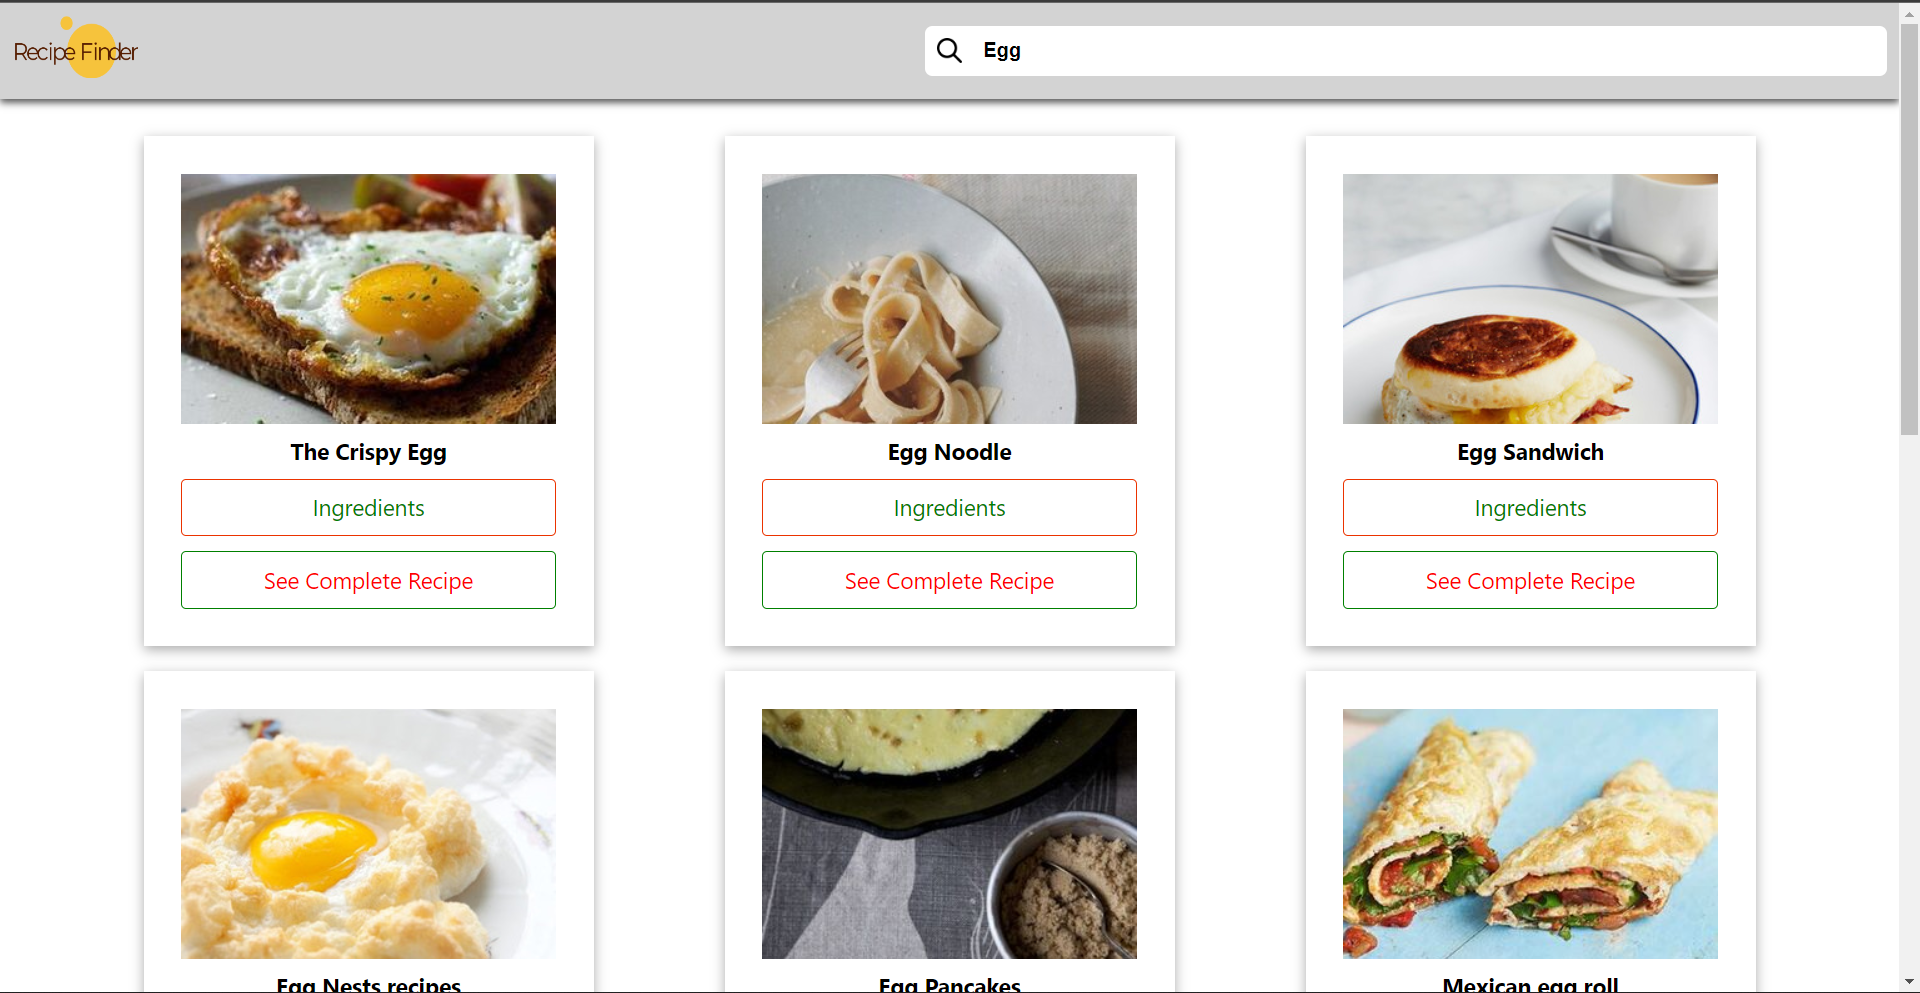 Recipe Finder
Egg
The Crispy Egg
Egg Noodle
Egg Sandwich
Ingredients
Ingredients
Ingredients
See Complete Recipe
See Complete Recipe
See Complete Recipe
Egg Nests recipes
Egg Pancakes
Mexican egg roll